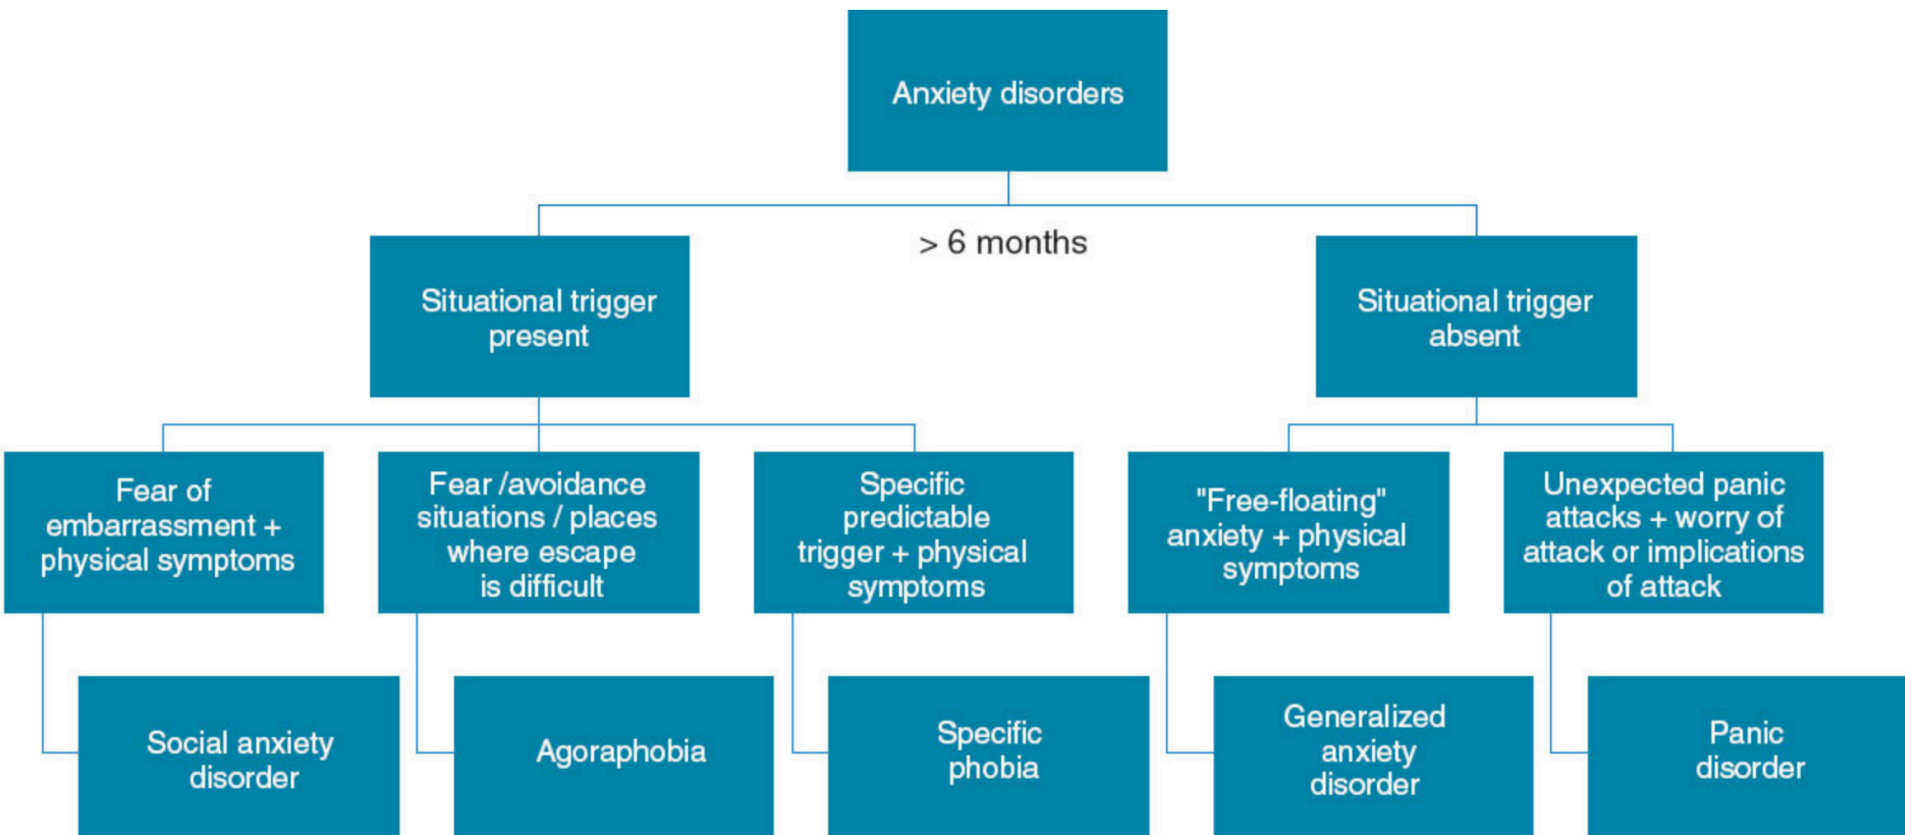 Anxiety disorders
> 6 months
Situational trigger
present
Situational trigger
absent
Fear of
embarrassment +
physical symptoms
Fear /avoidance
situations / places
where escape
is difficult
Specific
predictable
trigger + physical
symptoms
"Free-floating"
anxiety + physical
symptoms
Unexpected panic
attacks + worry of
attack or implications
of attack
Social anxiety
disorder
Agoraphobia
Specific
phobia
Generalized
anxiety
disorder
Panic
disorder